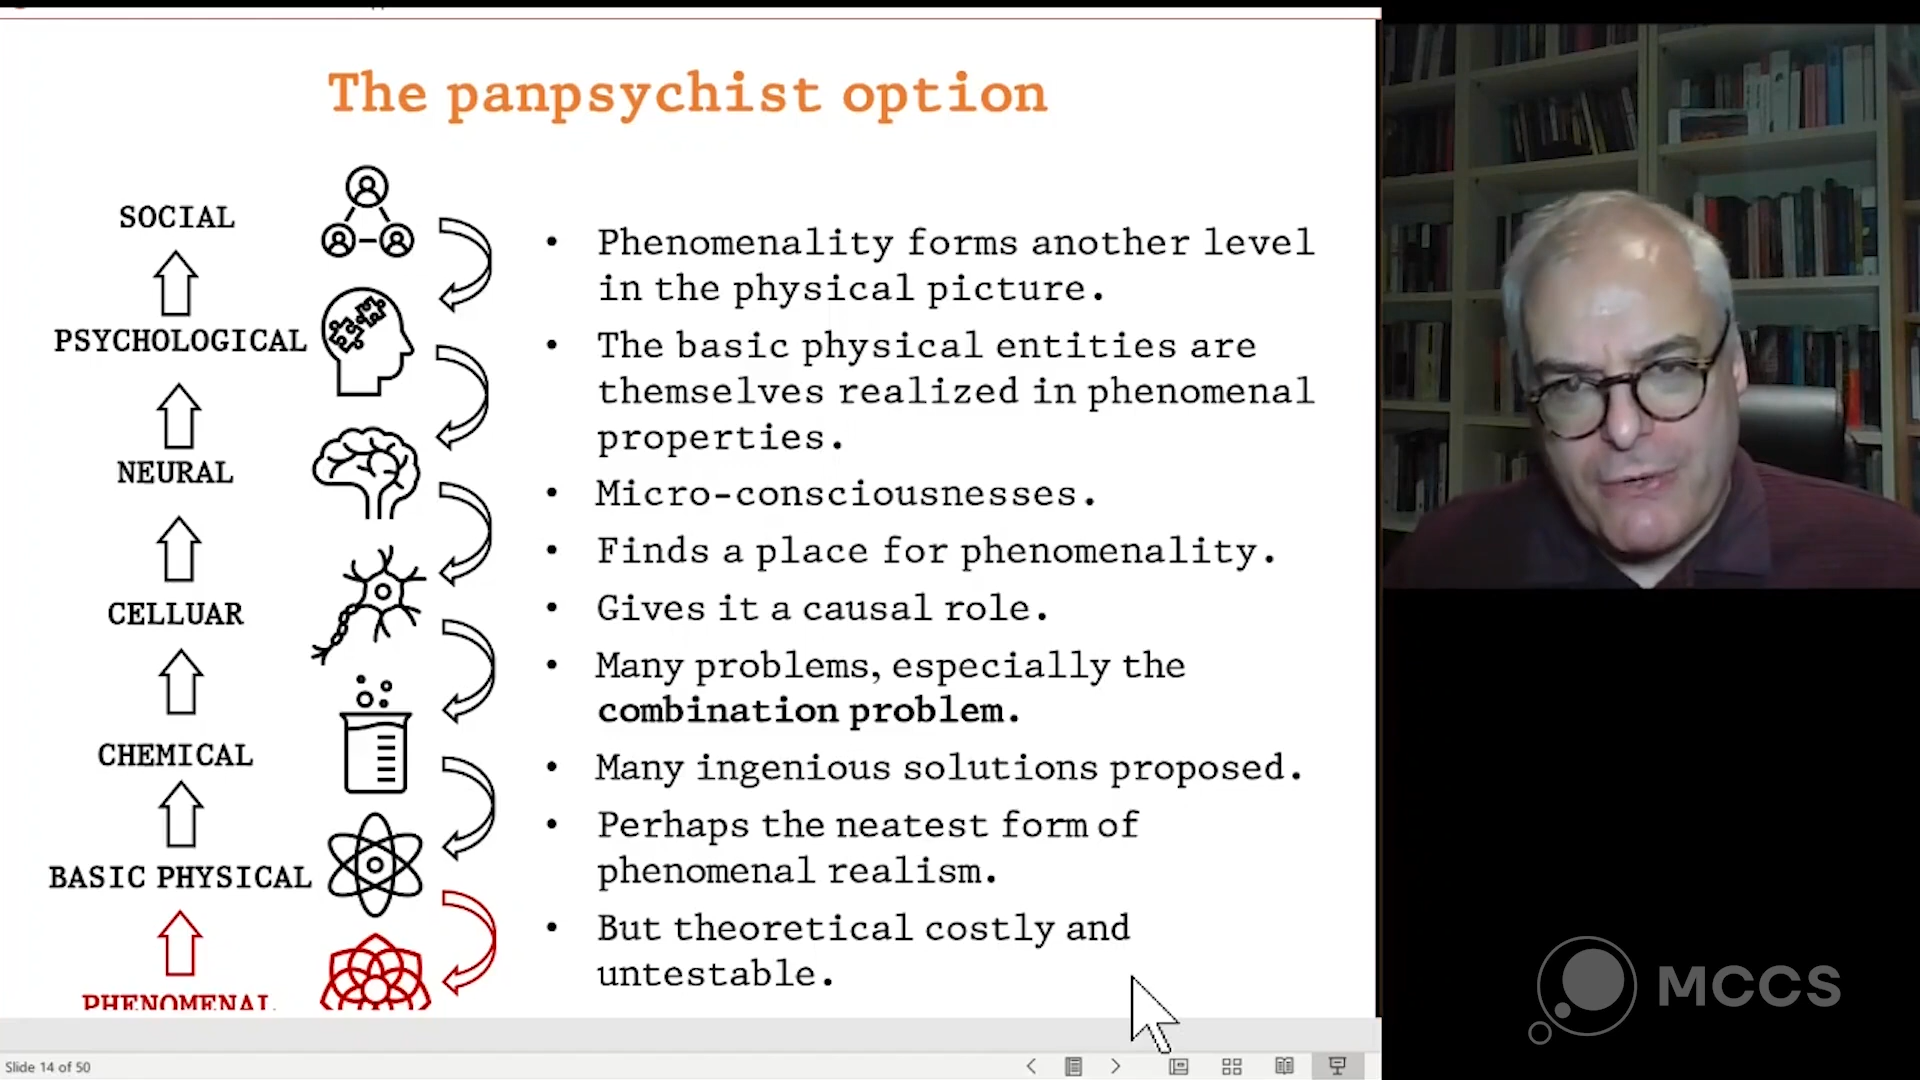 The panpsychist option
SOCIAL
PSYCHOLOGICAL
NEURAL
CELLUAR
CHEMICAL
BASIC PHYSICAL
PHENOMENAL
• Phenomenality forms another level
in the physical picture.
• The basic physical entities are
themselves realized in phenomenal
properties.
• Micro-consciousnesses.
• Finds a place for phenomenality.
• Gives it a causal role.
• Many problems, especially the
combination problem.
• Many ingenious solutions proposed.
• Perhaps the neatest form of
phenomenal realism.
• But theoretical costly and
untestable.
MCCS
Slide 14 of 50